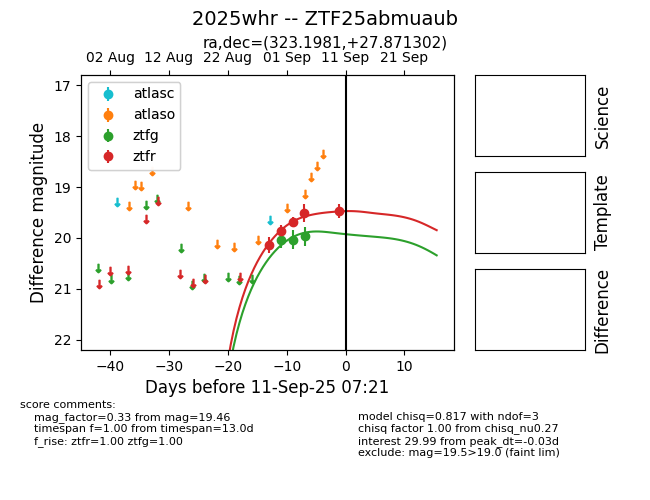 2025whr -- ZTF25abmuaub
ra,dec=(323.1981,+27.871302)
02 Aug 12 Aug 22 Aug 01 Sep 11 Sep 21 Sep
17
18
19
20
21
22
Difference magnitude
atlasc
atlaso
ztfg
ztfr
−40 −30 −20 −10 0 10
Days before 11-Sep-25 07:21
Science
Template
Difference
score comments:
mag_factor=0.33 from mag=19.46
timespan f=1.00 from timespan=13.0d
f_rise: ztfr=1.00 ztfg=1.00
model chisq=0.817 with ndof=3
chisq factor 1.00 from chisq_nu0.27
interest 29.99 from peak_dt=-0.03d
exclude: mag=19.5>19.0 (faint lim)